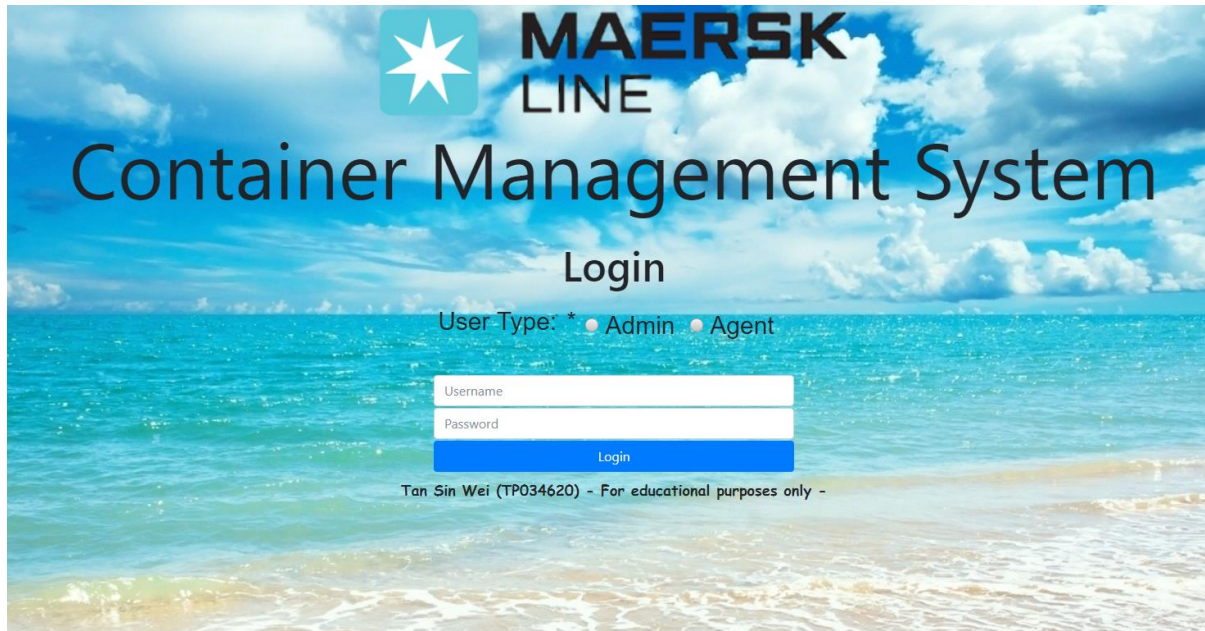 MAERSK
LINE
Container Management System
Login
User Type: * Admin Agent
Username
Password
Login
Tan Sin Wei (TP034620) - For educational purposes only -